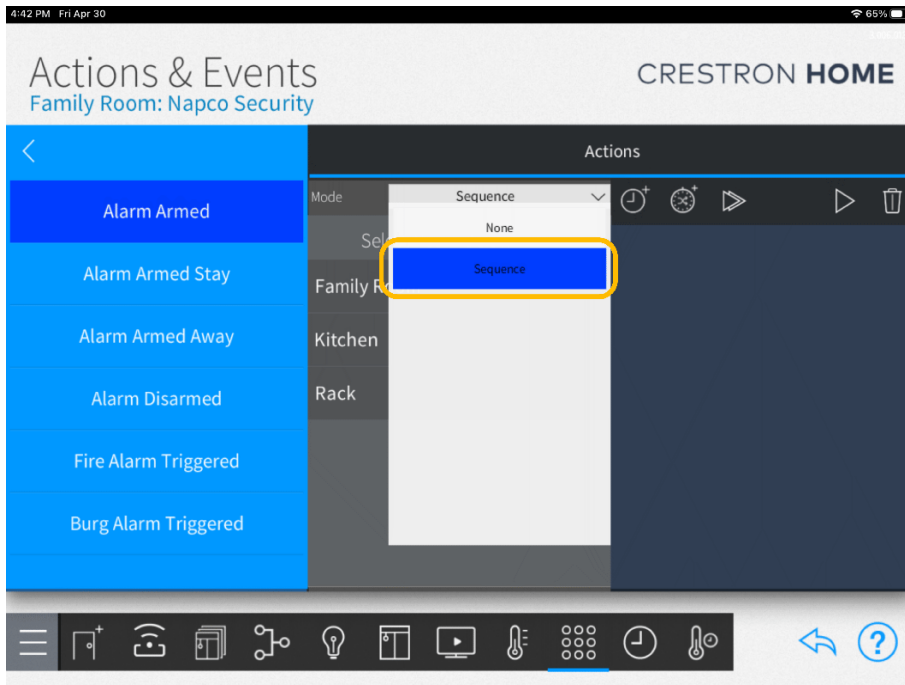 4:42 PM Fri Apr 30
65%
Actions & Events
CRESTRON HOME
Family Room: Napco Security
Actions
Alarm Armed
Mode
Sequence
None
Sel
Sequence
Alarm Armed Stay
Family Ro
Alarm Armed Away
Kitchen
Alarm Disarmed
Rack
Fire Alarm Triggered
Burg Alarm Triggered
?